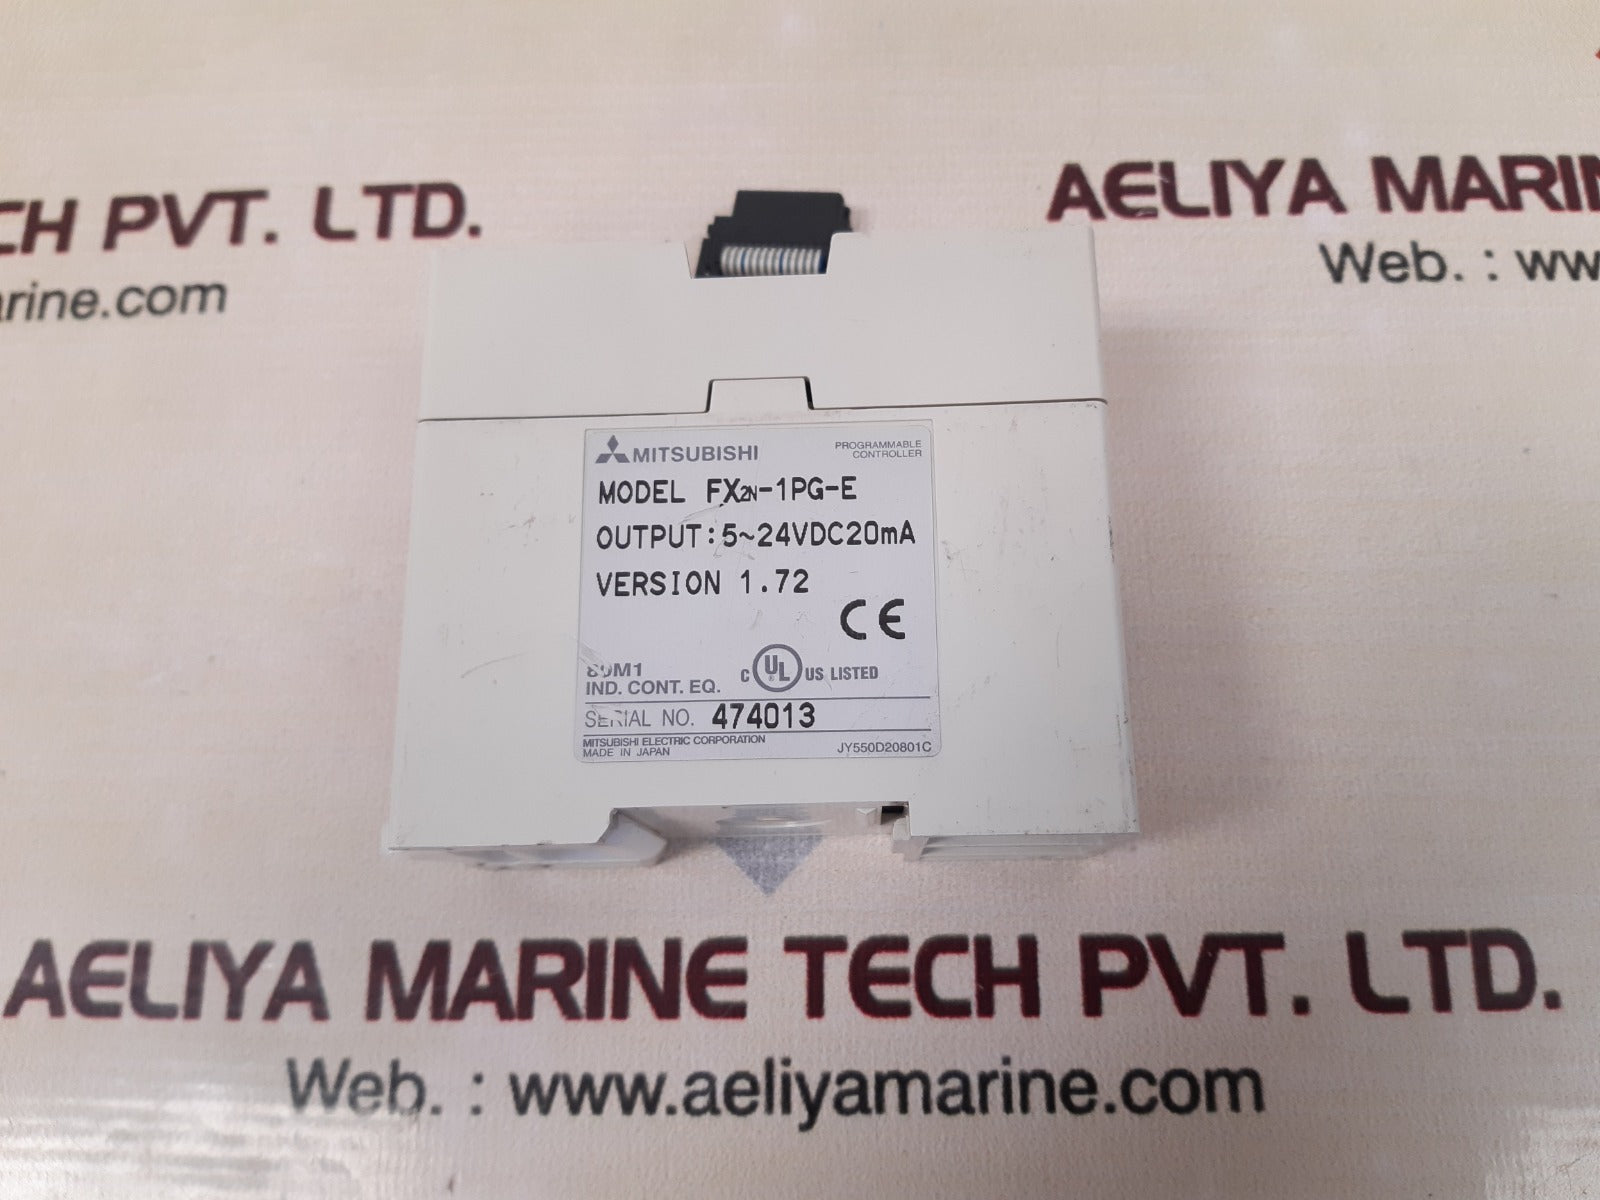 CH PVT. LTD.
arine.com
AELIYA MARIN
Web. : ww
MITSUBISHI
PROGRAMMABLE
CONTROLLER
MODEL FX2N-1PG-E
OUTPUT:5~24VDC20mA
VERSION 1.72
CE
80M1
IND. CONT. EQ.
C UL US LISTED
SERIAL NO. 474013
MITSUBISHI ELECTRIC CORPORATION
MADE IN JAPAN
JY550D20801C
AELIYA MARINE TECH PVT. LTD.
Web. : www.aeliyamarine.com